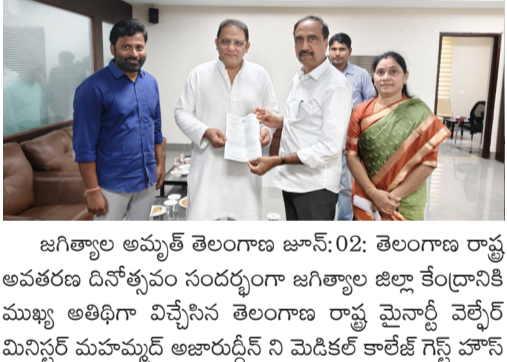 జగిత్యాల అమృత్ తెలంగాణ జూన్:02: తెలంగాణ రాష్ట్ర
అవతరణ దినోత్సవం సందర్భంగా జగిత్యాల జిల్లా కేంద్రానికి
ముఖ్య అతిథిగా విచ్చేసిన తెలంగాణ రాష్ట్ర మైనార్టీ వెల్ఫేర్
మినిస్టర్ మహమ్మద్ అజారుద్దీన్ ని మెడికల్ కాలేజ్ గెస్ట్ హౌస్